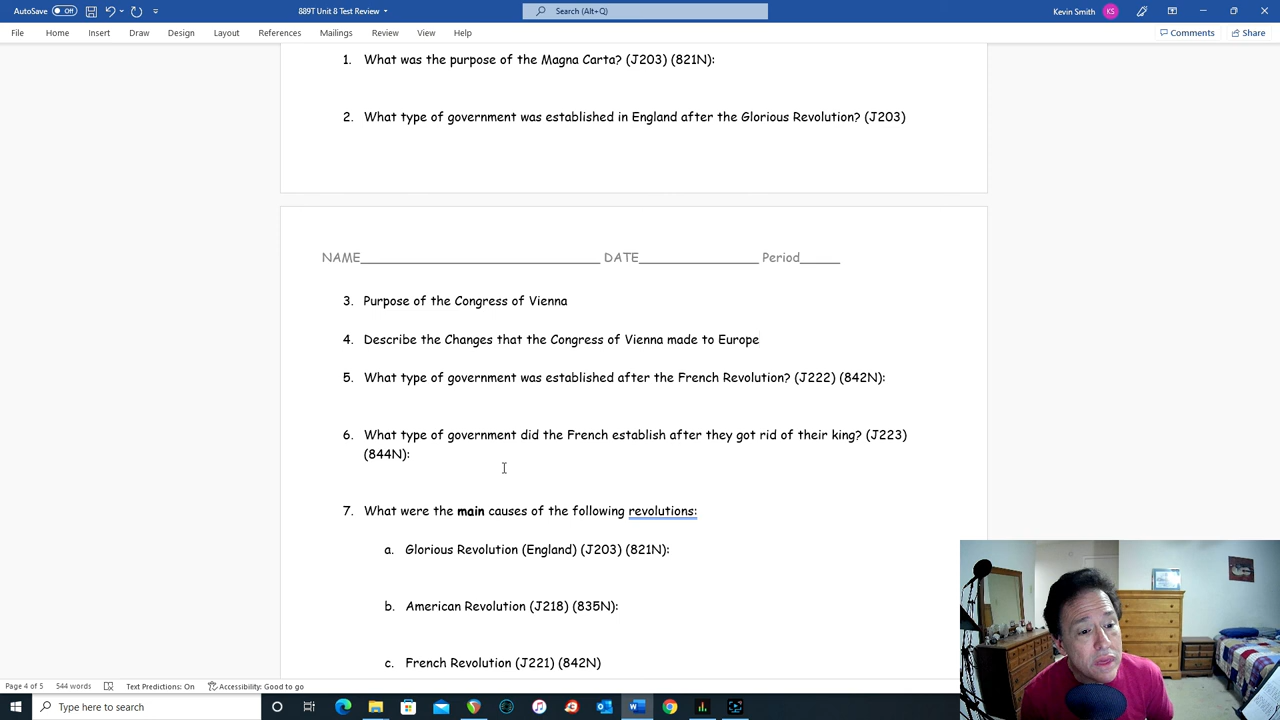 AutoSave Off 889T Unit 8 Test Review Search (Alt+Q) Kevin Smith KS
File Home Insert Draw Design Layout References Mailings Review View Help Comments Share
1. What was the purpose of the Magna Carta? (J203) (821N):
2. What type of government was established in England after the Glorious Revolution? (J203)
NAME______________________________ DATE_______________ Period_____
3. Purpose of the Congress of Vienna
4. Describe the Changes that the Congress of Vienna made to Europe
5. What type of government was established after the French Revolution? (J222) (842N):
6. What type of government did the French establish after they got rid of their king? (J223)
(844N):
7. What were the main causes of the following revolutions:
a. Glorious Revolution (England) (J203) (821N):
b. American Revolution (J218) (835N):
c. French Revolution (J221) (842N)
Page 4 of 5 544 words Text Predictions: On Accessibility: Good to go
Type here to search